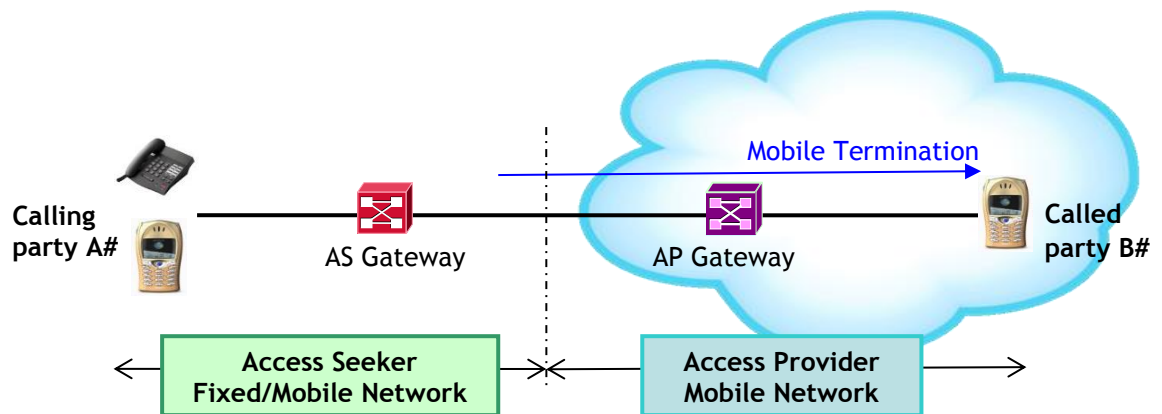 Mobile Termination
Calling
party A#
AS Gateway
AP Gateway
Called
party B#
Access Seeker
Fixed/Mobile Network
Access Provider
Mobile Network